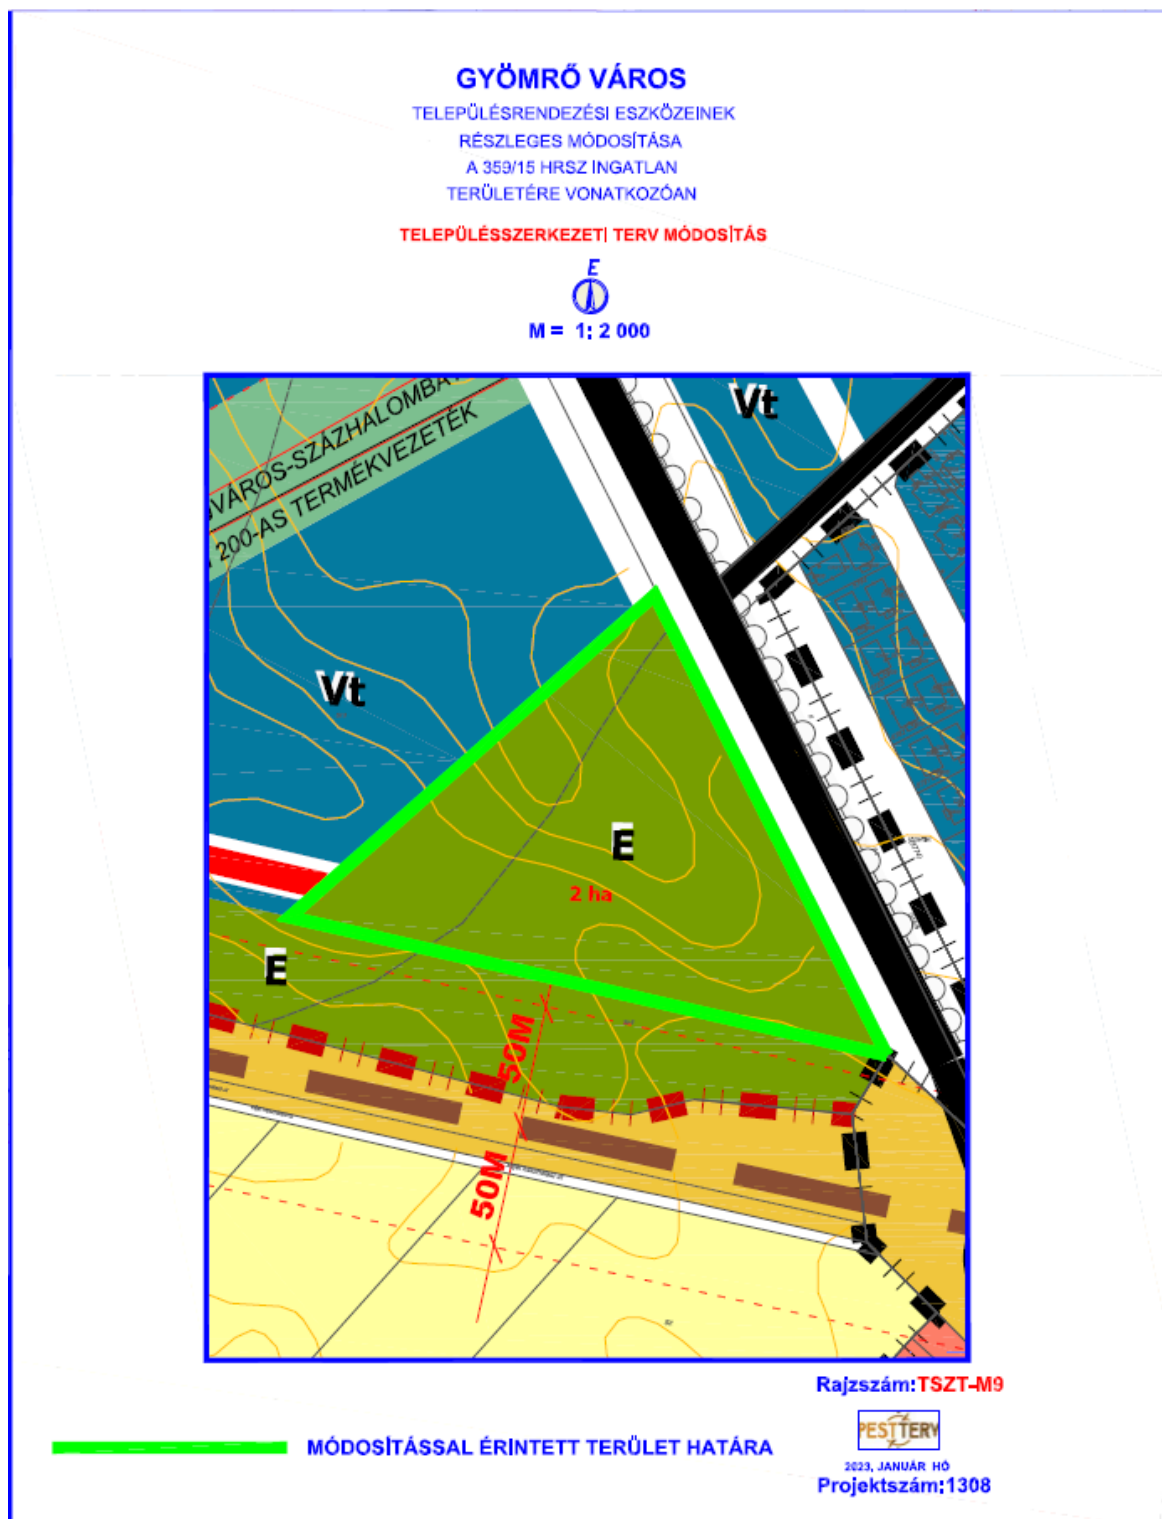 GYÖMRŐ VÁROS
TELEPÜLÉSRENDEZÉSI ESZKÖZEINEK
RÉSZLEGES MÓDOSÍTÁSA
A 359/15 HRSZ INGATLAN
TERÜLETÉRE VONATKOZÓAN
TELEPÜLÉSSZERKEZETI TERV MÓDOSÍTÁS
É
M = 1: 2 000
Vt
VÁROS-SZÁZHALOMBA
200-AS TERMÉKVEZETÉK
Vt
E
2 ha
E
50M
50M
Rajzszám:TSZT-M9
PESTTERV
MÓDOSÍTÁSSAL ÉRINTETT TERÜLET HATÁRA
2023, JANUÁR HÓ
Projektszám:1308